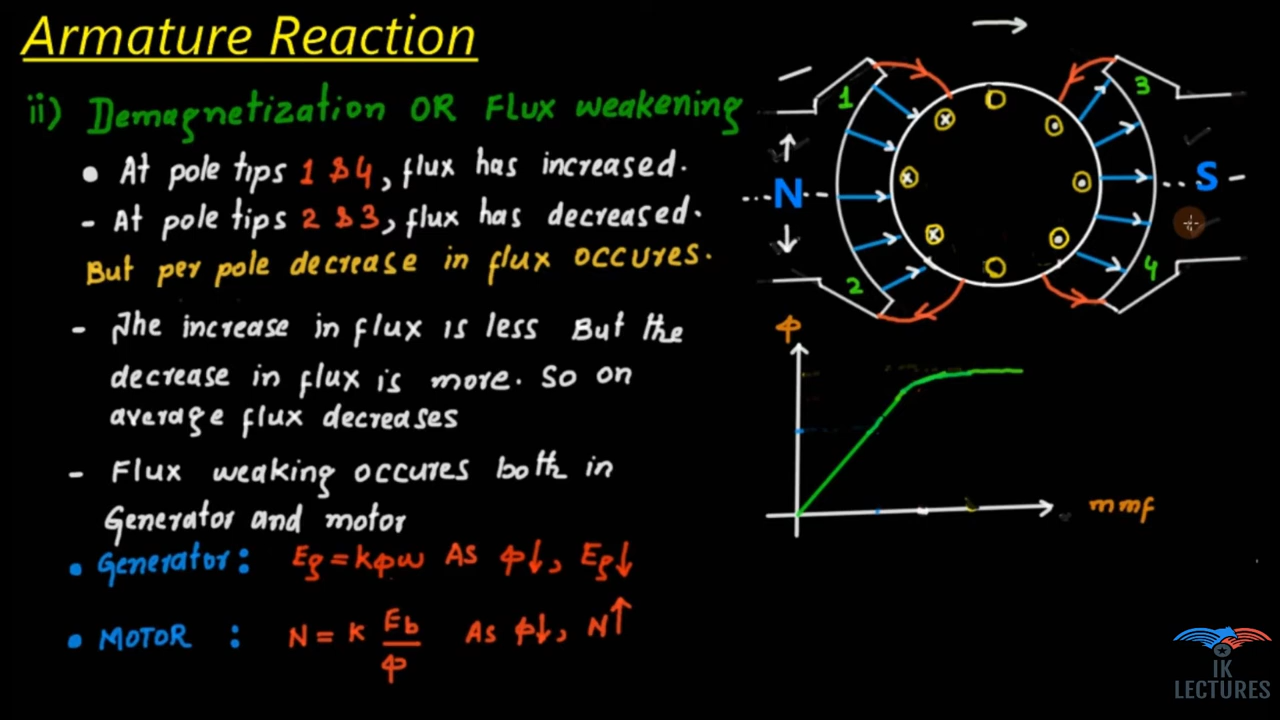 Armature Reaction
ii) Demagnetization OR Flux weakening
• At pole tips 1 & 4, flux has increased.
- At pole tips 2 & 3, flux has decreased.
But per pole decrease in flux occures.
- The increase in flux is less But the
decrease in flux is more. So on
average flux decreases
- Flux weaking occures both in
Generator and motor
• Generator: Eg = kφω As φ↓, Eg↓
• MOTOR : N = k Eb/φ As φ↓, N↑
1
3
N
S
2
4
φ
mmf
IK
LECTURES